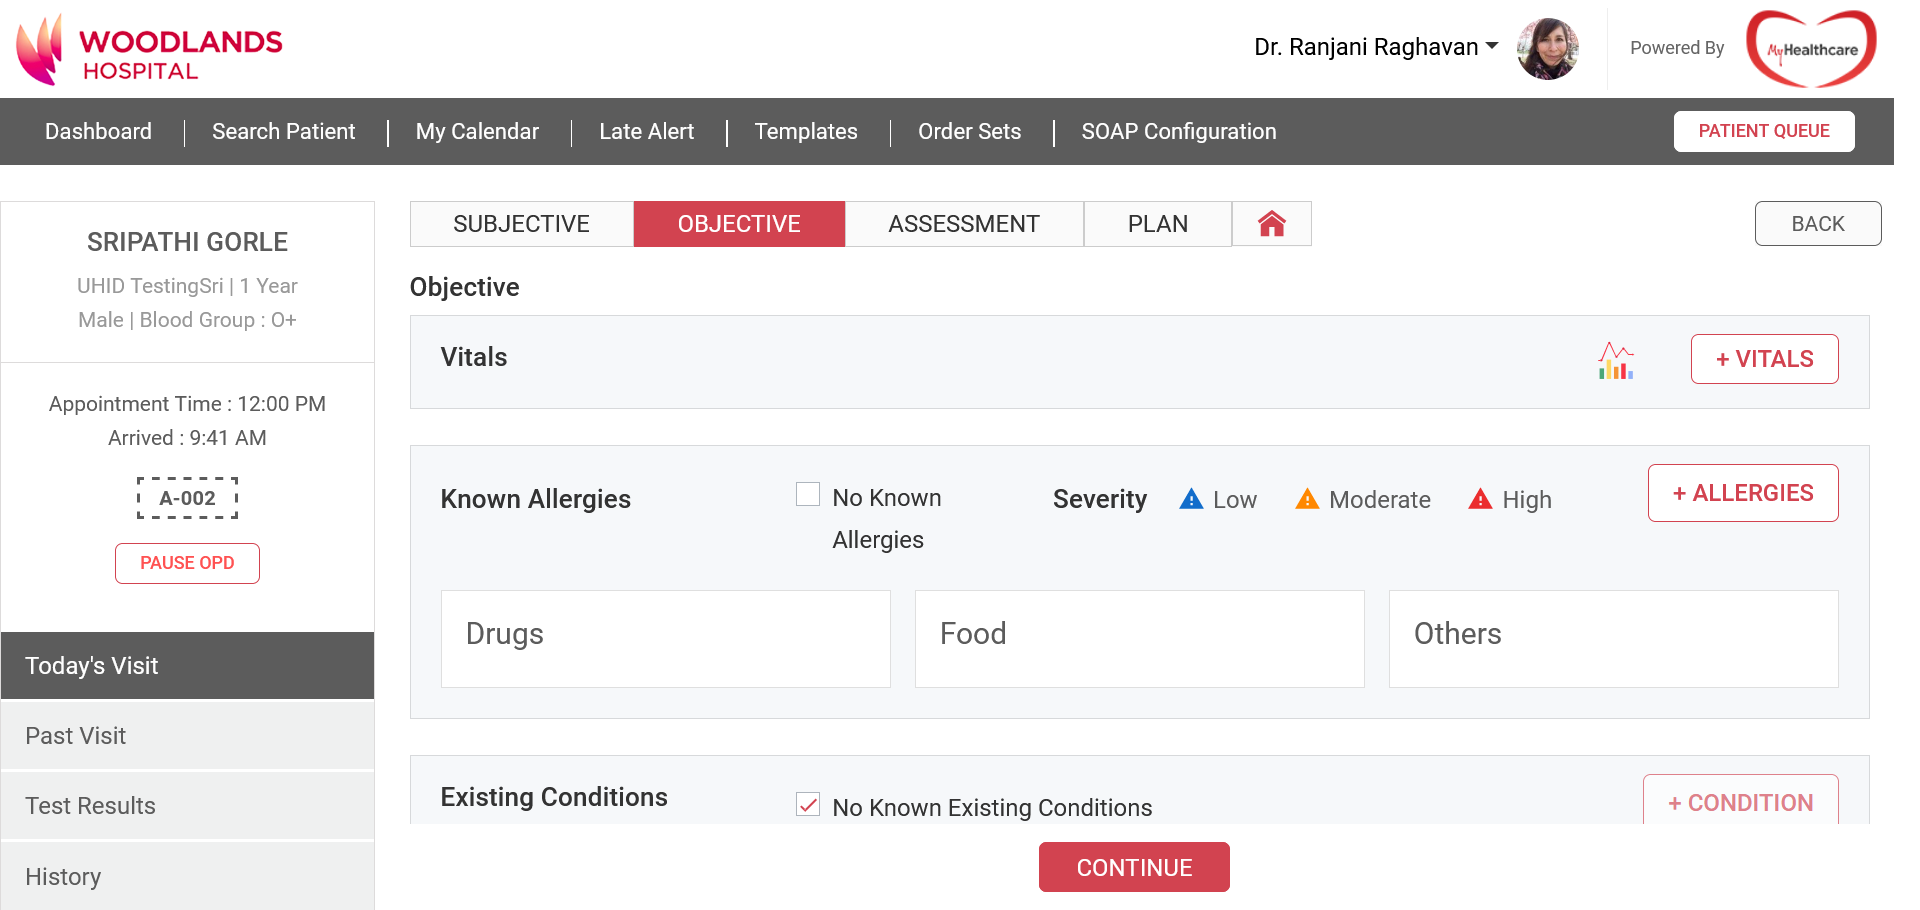 WOODLANDS
HOSPITAL
Dr. Ranjani Raghavan
Powered By
MyHealthcare
Dashboard
Search Patient
My Calendar
Late Alert
Templates
Order Sets
SOAP Configuration
PATIENT QUEUE
SRIPATHI GORLE
UHID TestingSri | 1 Year
Male | Blood Group : O+
Appointment Time : 12:00 PM
Arrived : 9:41 AM
A-002
PAUSE OPD
Today's Visit
Past Visit
Test Results
History
SUBJECTIVE
OBJECTIVE
ASSESSMENT
PLAN
BACK
Objective
Vitals
+ VITALS
Known Allergies
No Known
Allergies
Severity
Low
Moderate
High
+ ALLERGIES
Drugs
Food
Others
Existing Conditions
No Known Existing Conditions
+ CONDITION
CONTINUE